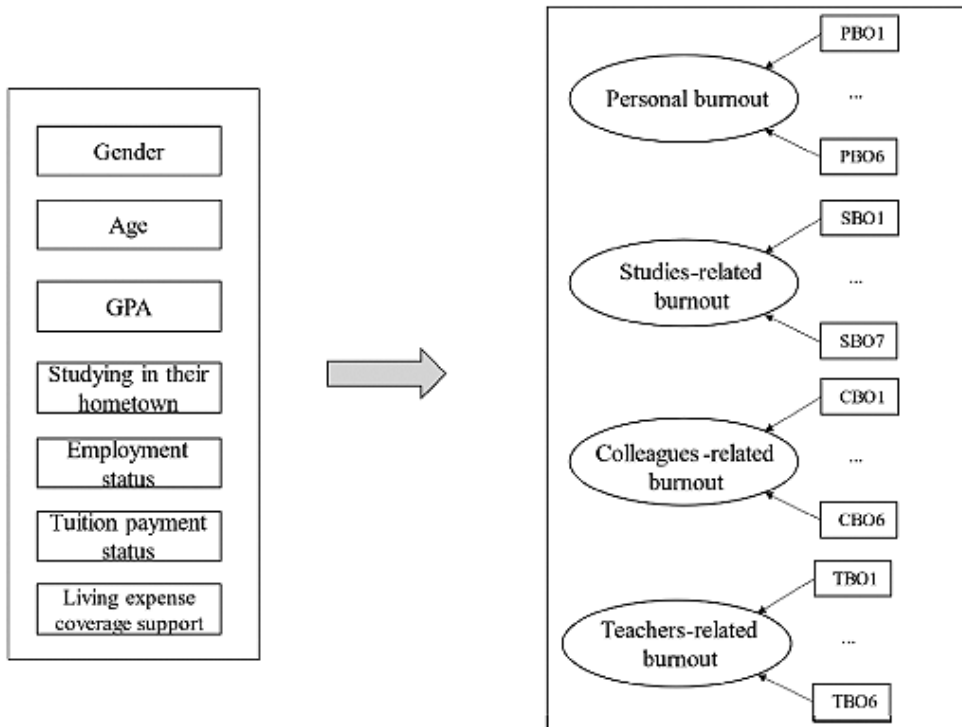 Gender
Age
GPA
Studying in their
hometown
Employment
status
Tuition payment
status
Living expense
coverage support
Personal burnout
PBO1
...
PBO6
Studies-related
burnout
SBO1
...
SBO7
Colleagues-related
burnout
CBO1
...
CBO6
Teachers-related
burnout
TBO1
...
TBO6